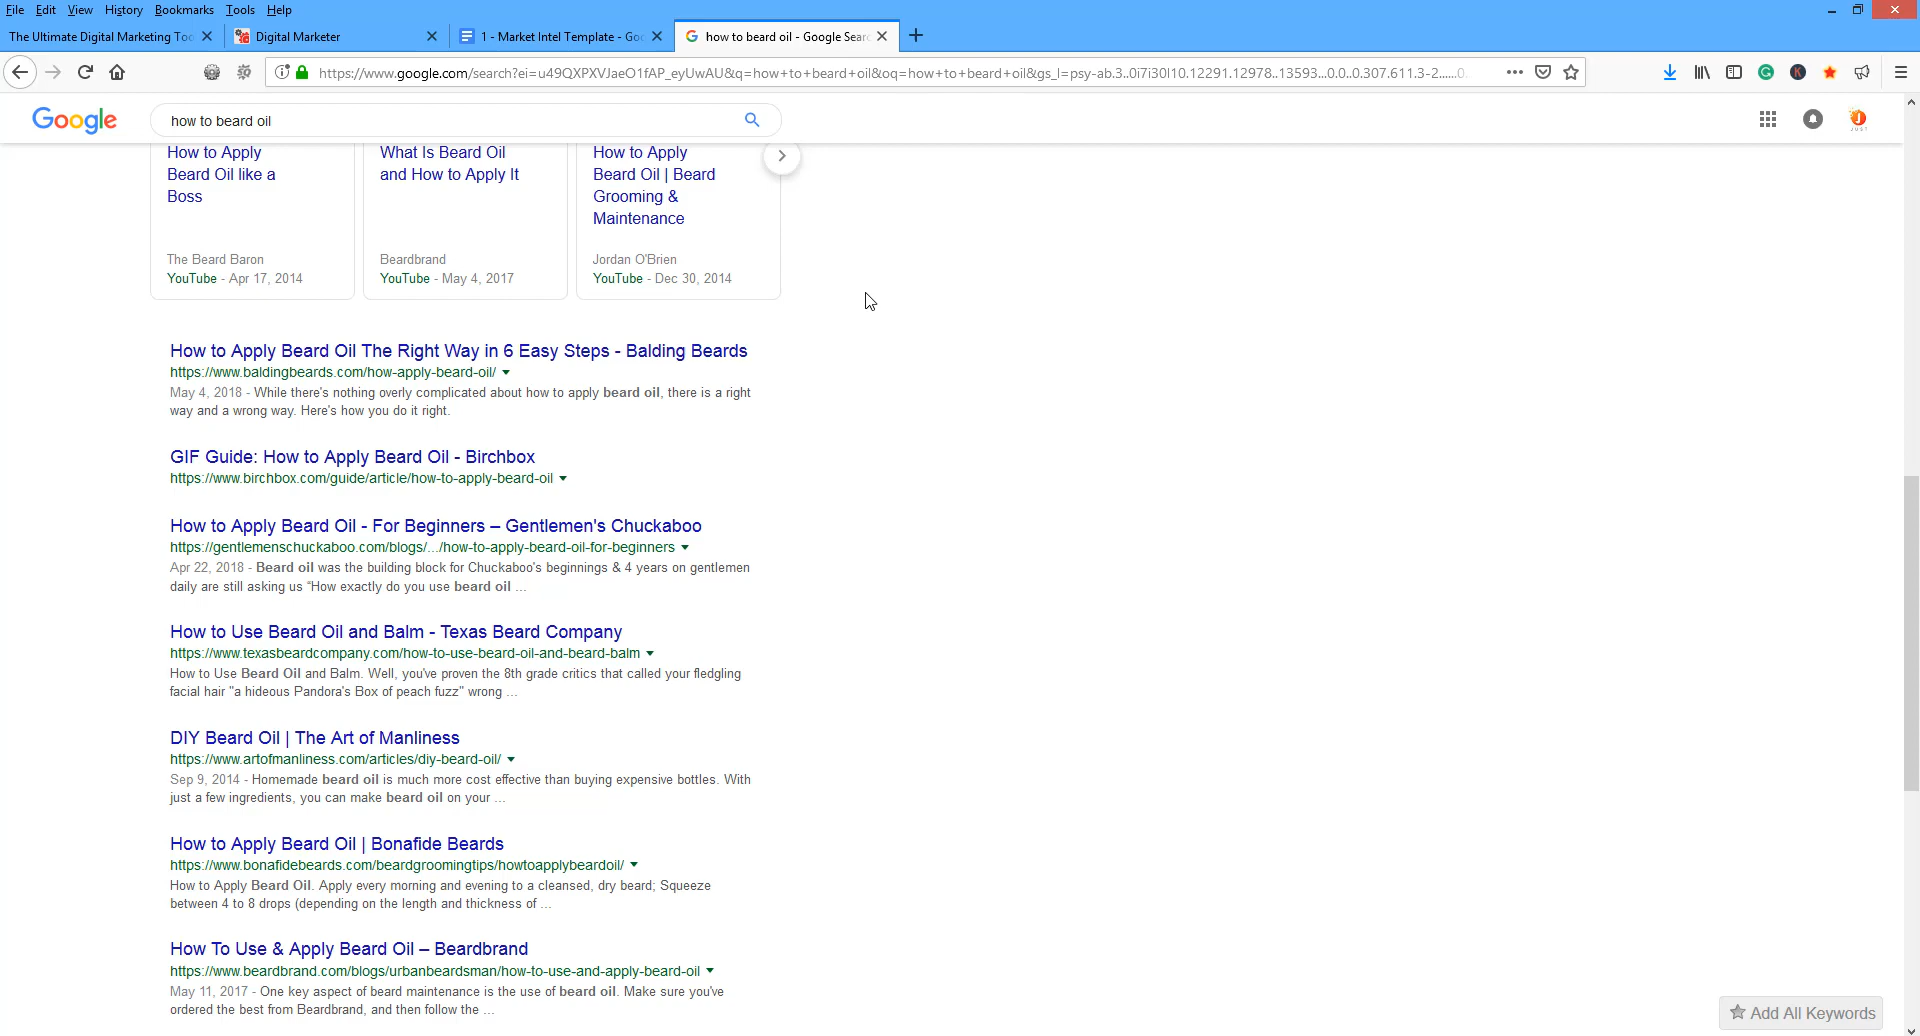 File Edit View History Bookmarks Tools Help
The Ultimate Digital Marketing Too
Digital Marketer
1 - Market Intel Template - Goo
how to beard oil - Google Searc
https://www.google.com/search?ei=u49QXPXVJaeO1fAP_eyUwAU&q=how+to+beard+oil&oq=how+to+beard+oil&gs_l=psy-ab.3..0i7i30l10.12291.12978..13593...0.0..0.307.611.3-2......0.
Google
how to beard oil
JUST
How to Apply
Beard Oil like a
Boss
The Beard Baron
YouTube - Apr 17, 2014
What Is Beard Oil
and How to Apply It
Beardbrand
YouTube - May 4, 2017
How to Apply
Beard Oil | Beard
Grooming &
Maintenance
Jordan O'Brien
YouTube - Dec 30, 2014
How to Apply Beard Oil The Right Way in 6 Easy Steps - Balding Beards
https://www.baldingbeards.com/how-apply-beard-oil/
May 4, 2018 - While there's nothing overly complicated about how to apply beard oil, there is a right
way and a wrong way. Here's how you do it right.
GIF Guide: How to Apply Beard Oil - Birchbox
https://www.birchbox.com/guide/article/how-to-apply-beard-oil
How to Apply Beard Oil - For Beginners – Gentlemen's Chuckaboo
https://gentlemenschuckaboo.com/blogs/.../how-to-apply-beard-oil-for-beginners
Apr 22, 2018 - Beard oil was the building block for Chuckaboo's beginnings & 4 years on gentlemen
daily are still asking us “How exactly do you use beard oil ...
How to Use Beard Oil and Balm - Texas Beard Company
https://www.texasbeardcompany.com/how-to-use-beard-oil-and-beard-balm
How to Use Beard Oil and Balm. Well, you've proven the 8th grade critics that called your fledgling
facial hair "a hideous Pandora's Box of peach fuzz" wrong ...
DIY Beard Oil | The Art of Manliness
https://www.artofmanliness.com/articles/diy-beard-oil/
Sep 9, 2014 - Homemade beard oil is much more cost effective than buying expensive bottles. With
just a few ingredients, you can make beard oil on your ...
How to Apply Beard Oil | Bonafide Beards
https://www.bonafidebeards.com/beardgroomingtips/howtoapplybeardoil/
How to Apply Beard Oil. Apply every morning and evening to a cleansed, dry beard; Squeeze
between 4 to 8 drops (depending on the length and thickness of ...
How To Use & Apply Beard Oil – Beardbrand
https://www.beardbrand.com/blogs/urbanbeardsman/how-to-use-and-apply-beard-oil
May 11, 2017 - One key aspect of beard maintenance is the use of beard oil. Make sure you've
ordered the best from Beardbrand, and then follow the ...
Add All Keywords